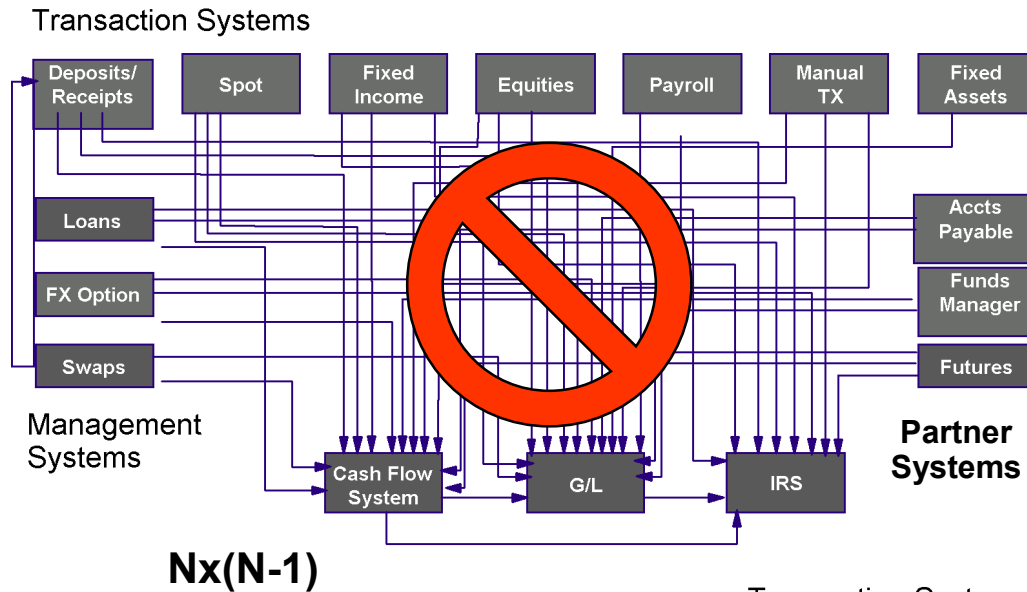 Transaction Systems
Deposits/
Receipts
Spot
Fixed
Income
Equities
Payroll
Manual
TX
Fixed
Assets
Loans
Accts
Payable
FX Option
Funds
Manager
Swaps
Futures
Management
Systems
Partner
Systems
Cash Flow
System
G/L
IRS
Nx(N-1)